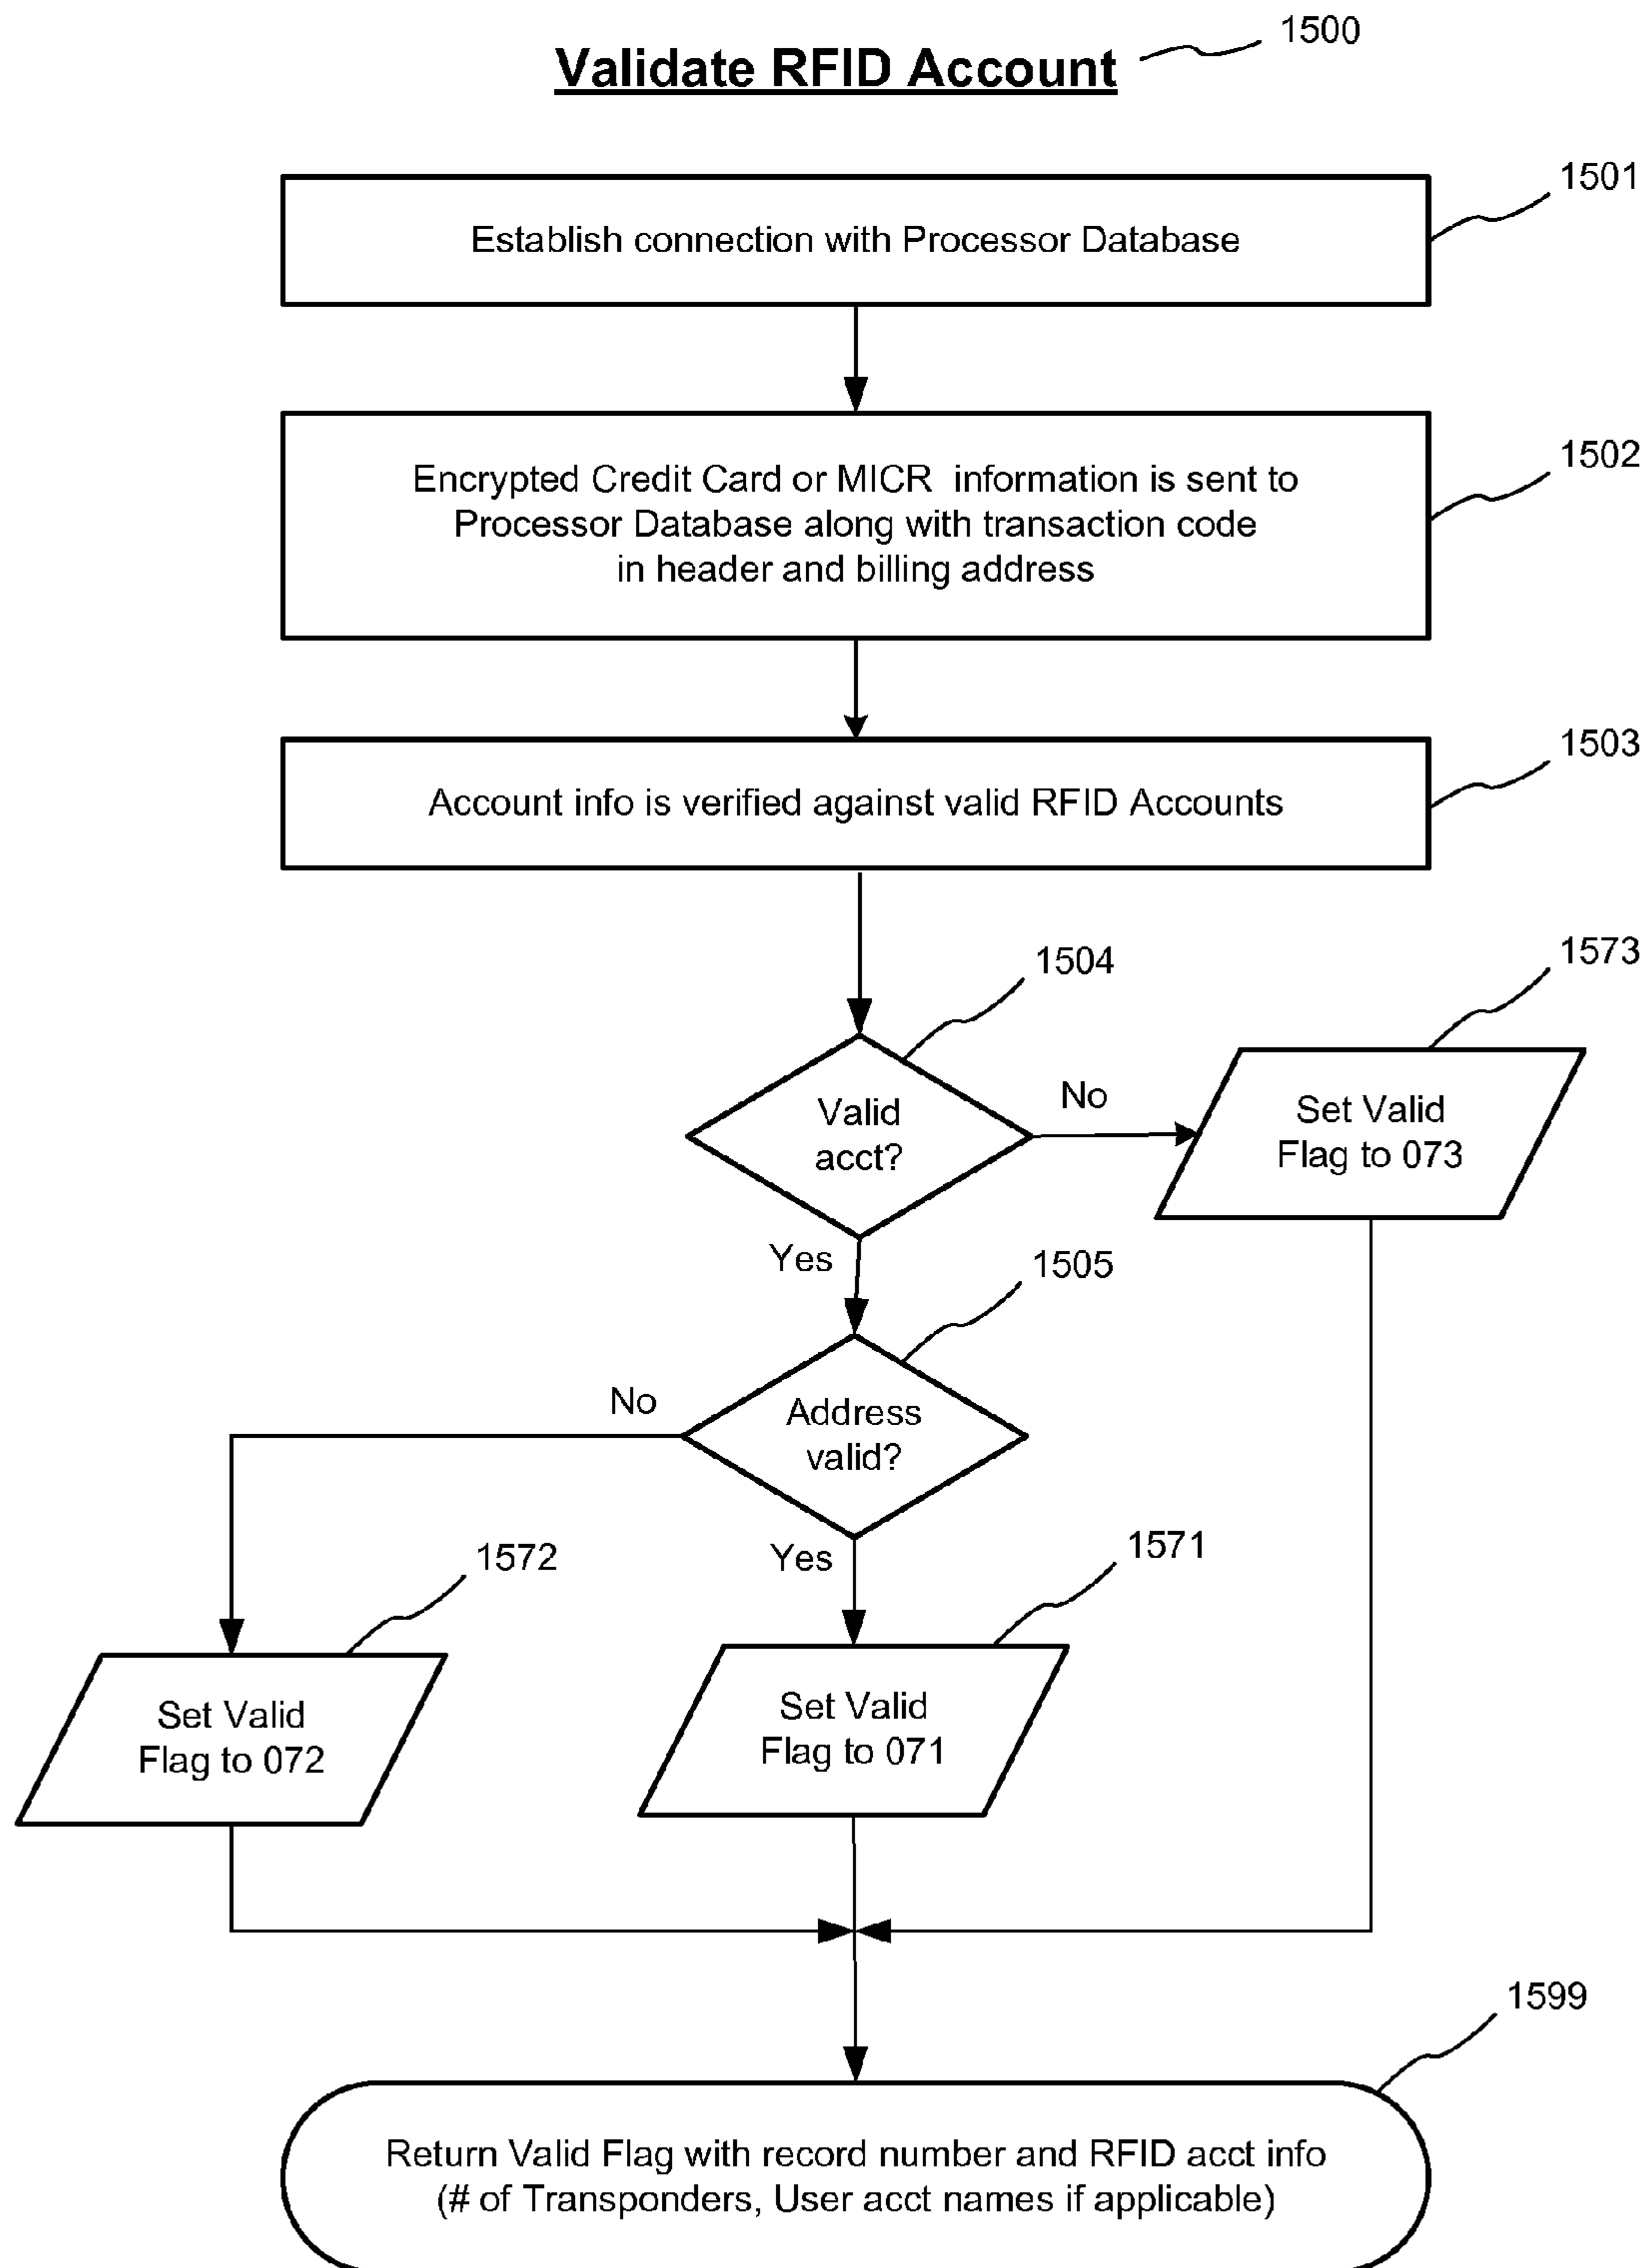 1500
Validate RFID Account
1501
Establish connection with Processor Database
1502
Encrypted Credit Card or MICR information is sent to
Processor Database along with transaction code
in header and billing address
1503
Account info is verified against valid RFID Accounts
1504
1573
Valid
acct?
No
Set Valid
Flag to 073
Yes
1505
No
Address
valid?
1572
Yes
1571
Set Valid
Flag to 072
Set Valid
Flag to 071
1599
Return Valid Flag with record number and RFID acct info
(# of Transponders, User acct names if applicable)